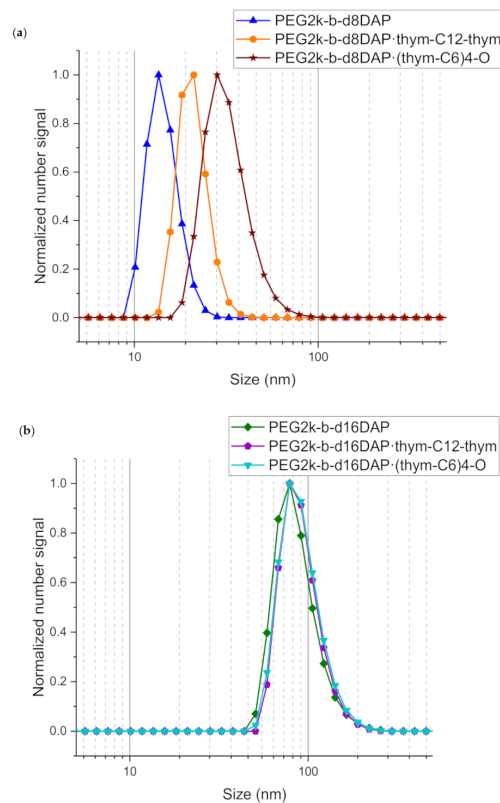 (a)
PEG2k-b-d8DAP
PEG2k-b-d8DAP·thym-C12-thym
PEG2k-b-d8DAP·(thym-C6)4-O
Normalized number signal
1.0
0.8
0.6
0.4
0.2
0.0
10
100
Size (nm)
(b)
PEG2k-b-d16DAP
PEG2k-b-d16DAP·thym-C12-thym
PEG2k-b-d16DAP·(thym-C6)4-O
Normalized number signal
1.0
0.8
0.6
0.4
0.2
0.0
10
100
Size (nm)